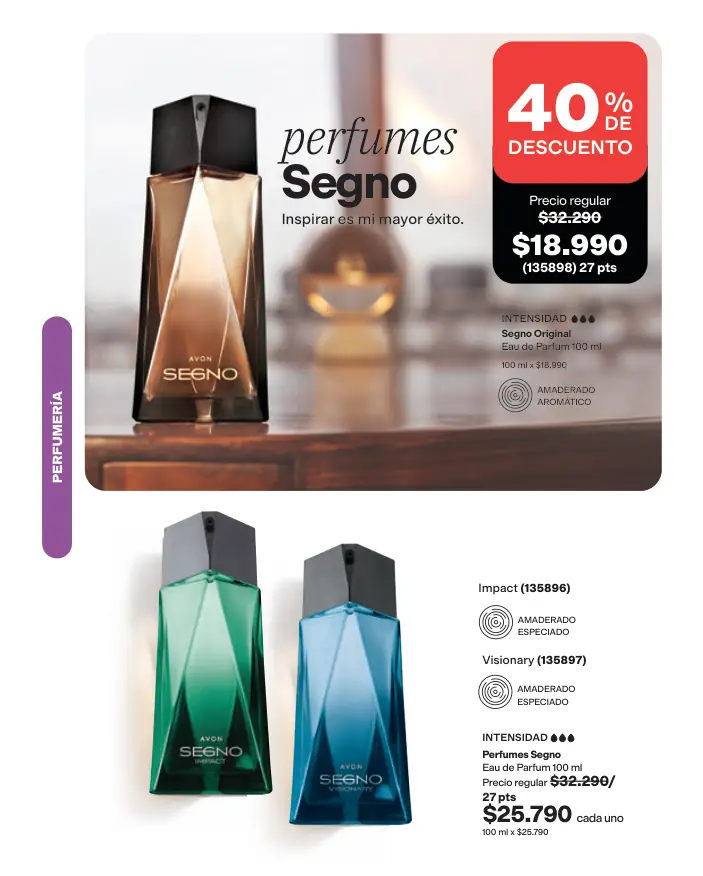 perfumes
Segno
Inspirar es mi mayor éxito.
40%
DE
DESCUENTO
Precio regular
$32.290
$18.990
(135898) 27 pts
INTENSIDAD
Segno Original
Eau de Parfum 100 ml
100 ml x $18.990
AMADERADO
AROMÁTICO
AVON
SEGNO
PERFUMERÍA
Impact (135896)
AMADERADO
ESPECIADO
Visionary (135897)
AMADERADO
ESPECIADO
AVON
SEGNO
IMPACT
AVON
SEGNO
VISIONARY
INTENSIDAD
Perfumes Segno
Eau de Parfum 100 ml
Precio regular $32.290/
27 pts
$25.790 cada uno
100 ml x $25.790